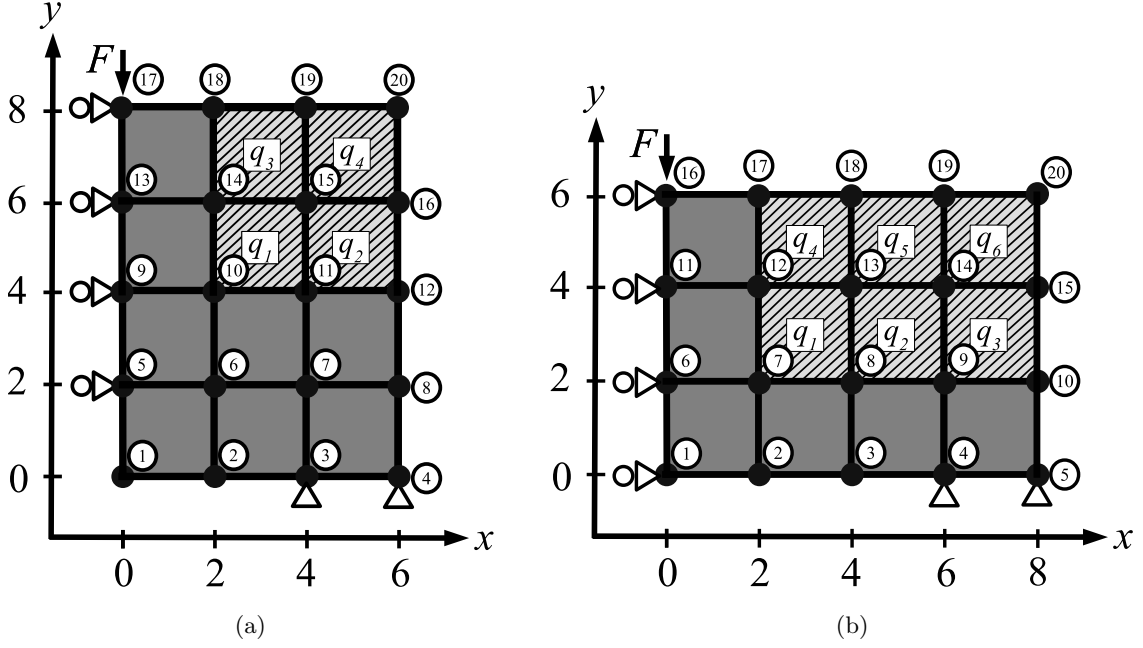 y
F
17 18 19 20
8
q3 q4
13 14 15
6 16
q1 q2
9 10 11
4 12
5 6 7
2 8
1 2 3
0 4
x
0 2 4 6
(a)
y
F
16 17 18 19 20
6
q4 q5 q6
11 12 13 14
4 15
q1 q2 q3
6 7 8 9
2 10
1 2 3 4
0 5
x
0 2 4 6 8
(b)